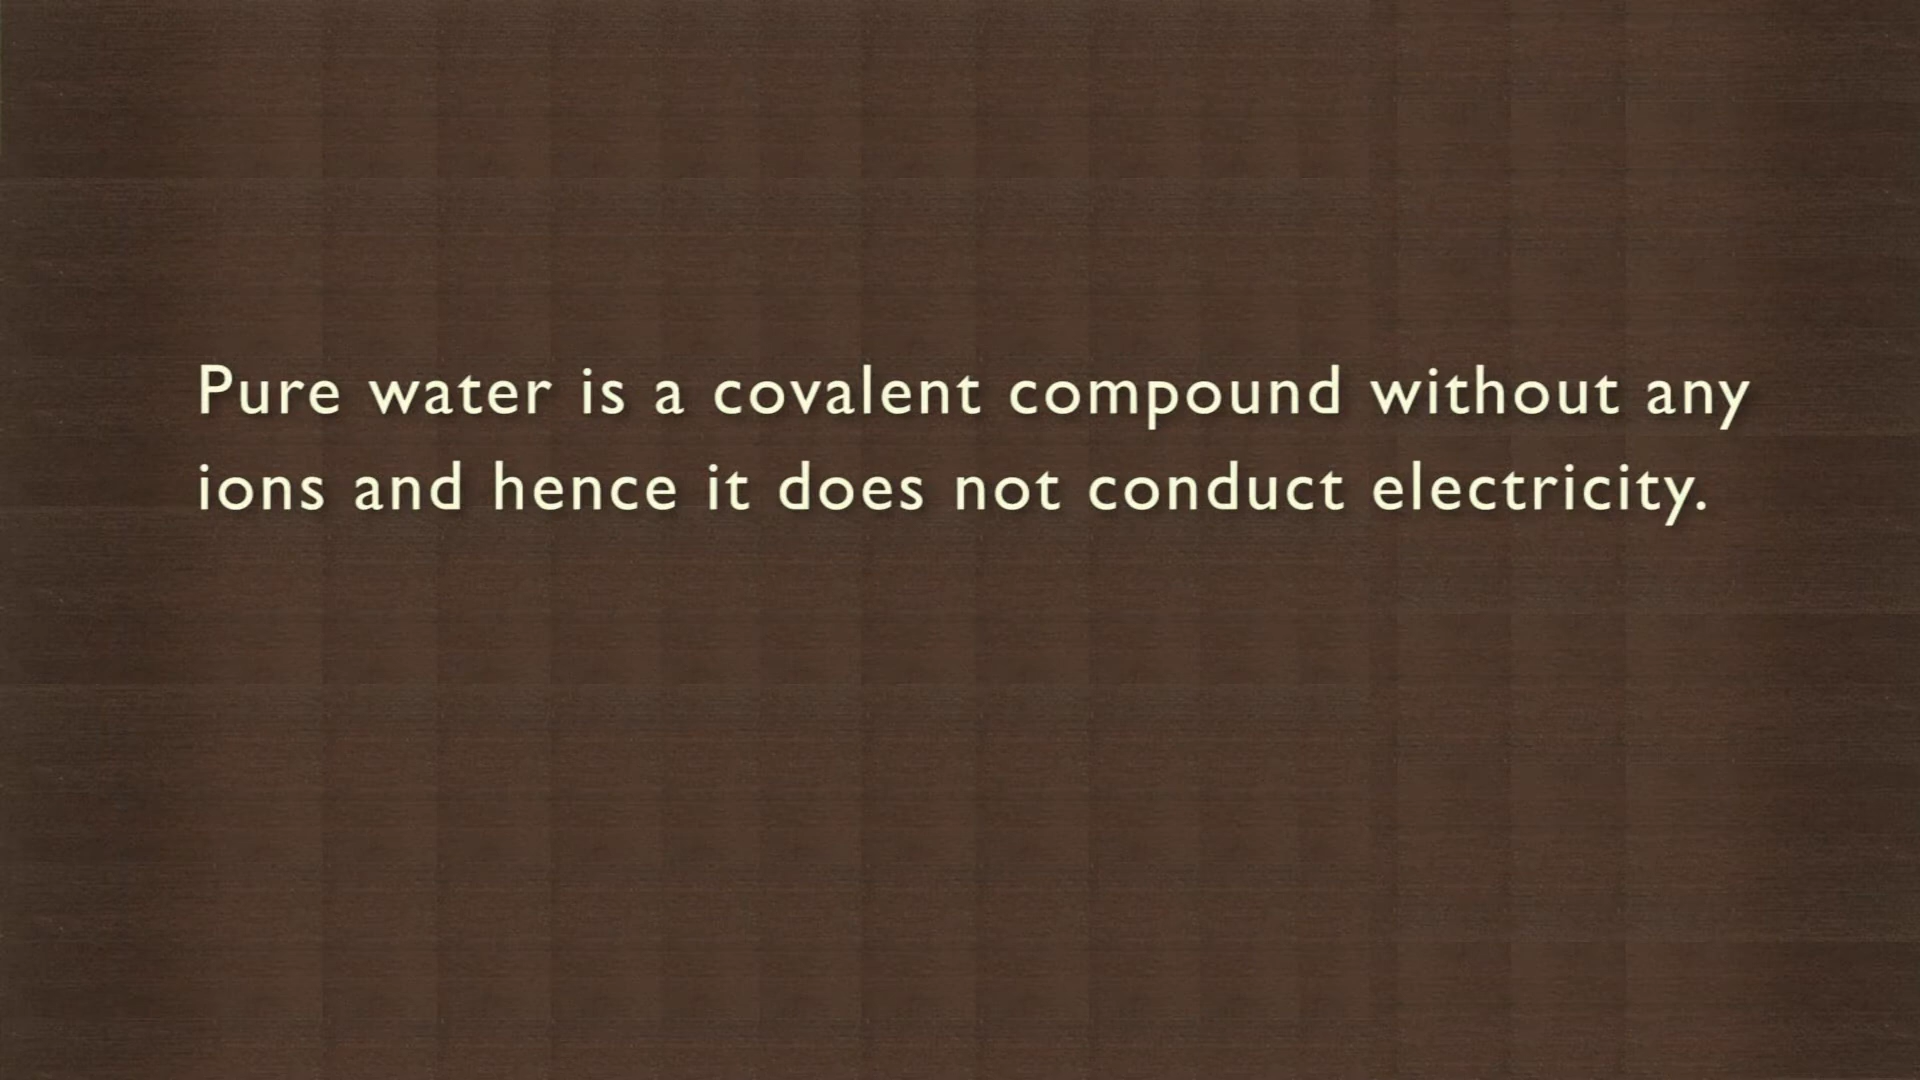 Pure water is a covalent compound without any
ions and hence it does not conduct electricity.